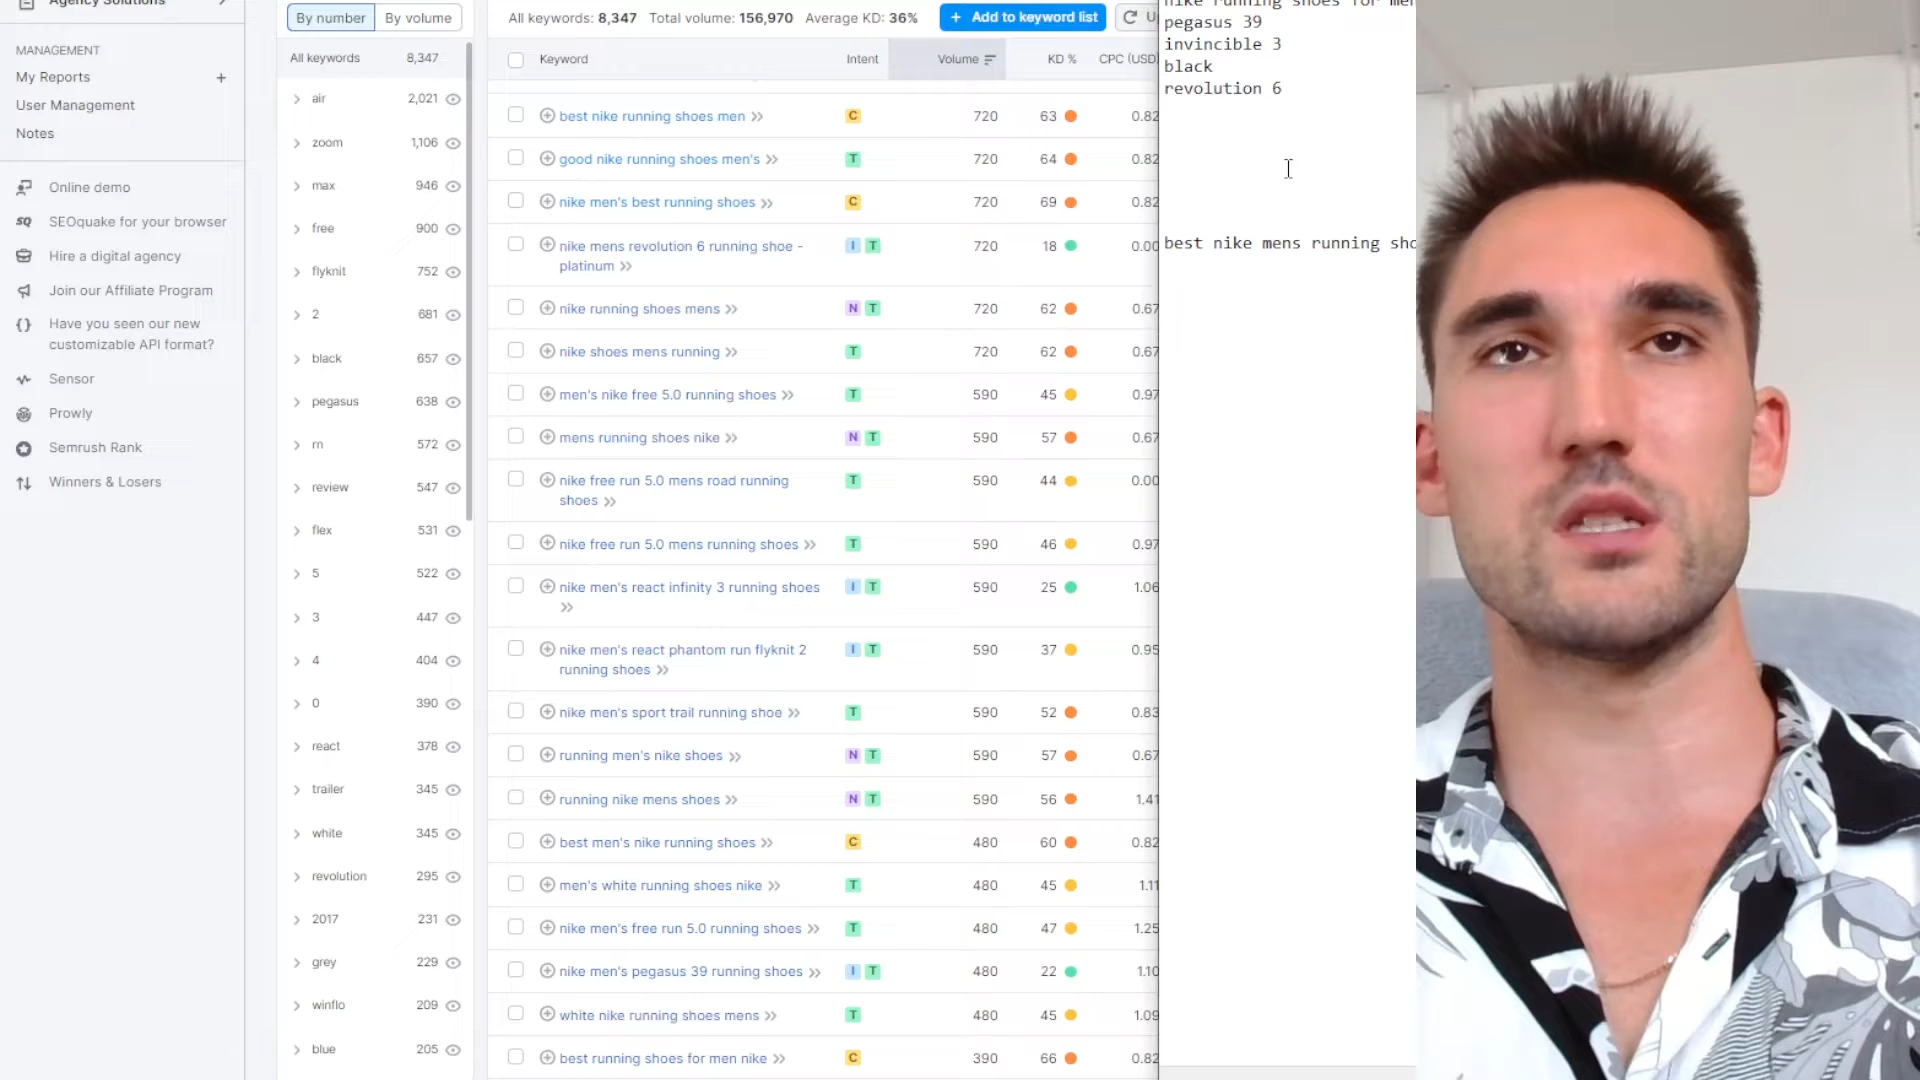 Agency Solutions
MANAGEMENT
My Reports +
User Management
Notes
Online demo
SEOquake for your browser
Hire a digital agency
Join our Affiliate Program
Have you seen our new
customizable API format?
Sensor
Prowly
Semrush Rank
Winners & Losers
By number By volume
All keywords 8,347
air 2,021
zoom 1,106
max 946
free 900
flyknit 752
2 681
black 657
pegasus 638
rn 572
review 547
flex 531
5 522
3 447
4 404
0 390
react 378
trailer 345
white 345
revolution 295
2017 231
grey 229
winflo 209
blue 205
All keywords: 8,347 Total volume: 156,970 Average KD: 36% + Add to keyword list
Keyword Intent Volume KD % CPC (USD
best nike running shoes men C 720 63 0.82
good nike running shoes men's T 720 64 0.82
nike men's best running shoes C 720 69 0.82
nike mens revolution 6 running shoe -
platinum I T 720 18 0.00
nike running shoes mens N T 720 62 0.67
nike shoes mens running T 720 62 0.67
men's nike free 5.0 running shoes T 590 45 0.97
mens running shoes nike N T 590 57 0.67
nike free run 5.0 mens road running
shoes T 590 44 0.00
nike free run 5.0 mens running shoes T 590 46 0.97
nike men's react infinity 3 running shoes I T 590 25 1.06
nike men's react phantom run flyknit 2
running shoes I T 590 37 0.95
nike men's sport trail running shoe T 590 52 0.83
running men's nike shoes N T 590 57 0.67
running nike mens shoes N T 590 56 1.41
best men's nike running shoes C 480 60 0.82
men's white running shoes nike T 480 45 1.11
nike men's free run 5.0 running shoes T 480 47 1.25
nike men's pegasus 39 running shoes I T 480 22 1.10
white nike running shoes mens T 480 45 1.09
best running shoes for men nike C 390 66 0.82
nike running shoes for men
pegasus 39
invincible 3
black
revolution 6
best nike mens running sho